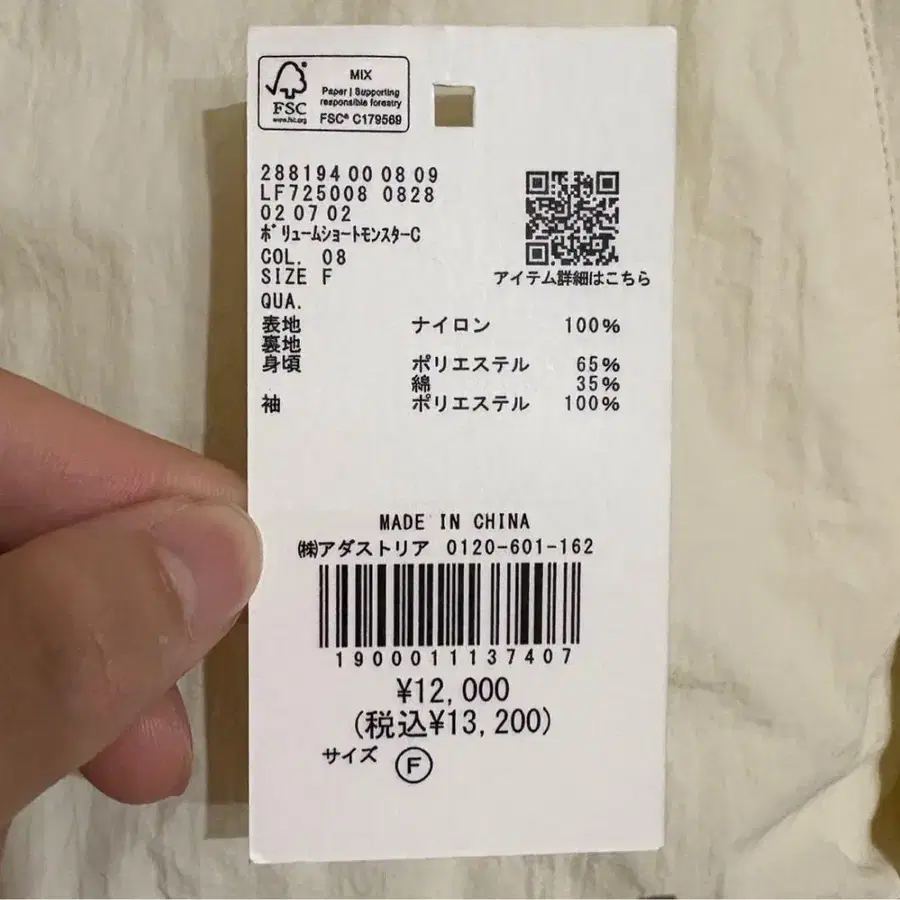 FSC
www.fsc.org
MIX
Paper | Supporting
responsible forestry
FSC® C179569
288194 00 08 09
LF725008 0828
02 07 02
ﾎﾞﾘｭｰﾑｼｮｰﾄﾓﾝｽﾀｰC
COL. 08
SIZE F
アイテム詳細はこちら
QUA.
表地 ナイロン 100%
裏地
身頃 ポリエステル 65%
綿 35%
袖 ポリエステル 100%
MADE IN CHINA
㈱アダストリア 0120-601-162
1900011137407
¥12,000
(税込¥13,200)
サイズ F